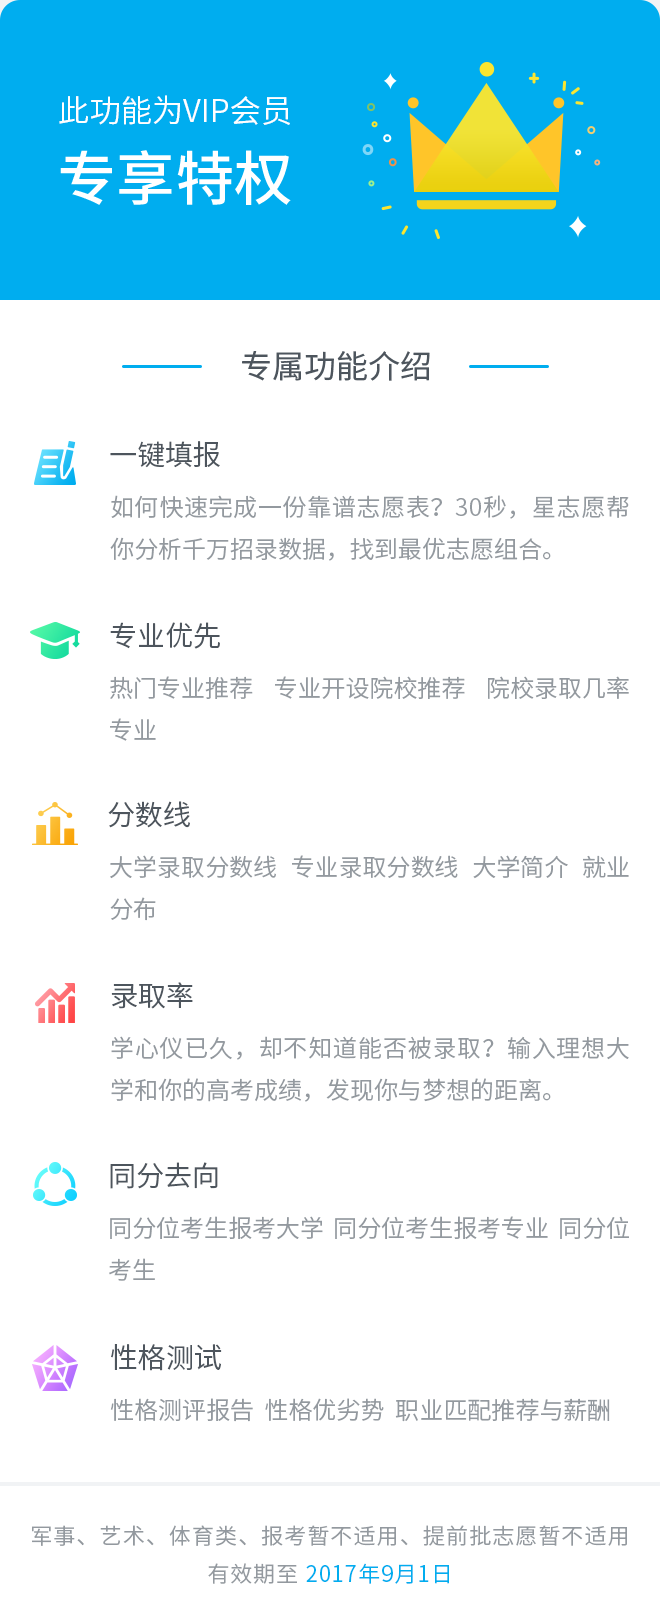 此功能为VIP会员
专享特权
专属功能介绍
一键填报
如何快速完成一份靠谱志愿表？30秒，星志愿帮
你分析千万招录数据，找到最优志愿组合。
专业优先
热门专业推荐 专业开设院校推荐 院校录取几率
专业
分数线
大学录取分数线 专业录取分数线 大学简介 就业
分布
录取率
学心仪已久，却不知道能否被录取？输入理想大
学和你的高考成绩，发现你与梦想的距离。
同分去向
同分位考生报考大学 同分位考生报考专业 同分位
考生
性格测试
性格测评报告 性格优劣势 职业匹配推荐与薪酬
军事、艺术、体育类、报考暂不适用、提前批志愿暂不适用
有效期至 2017年9月1日